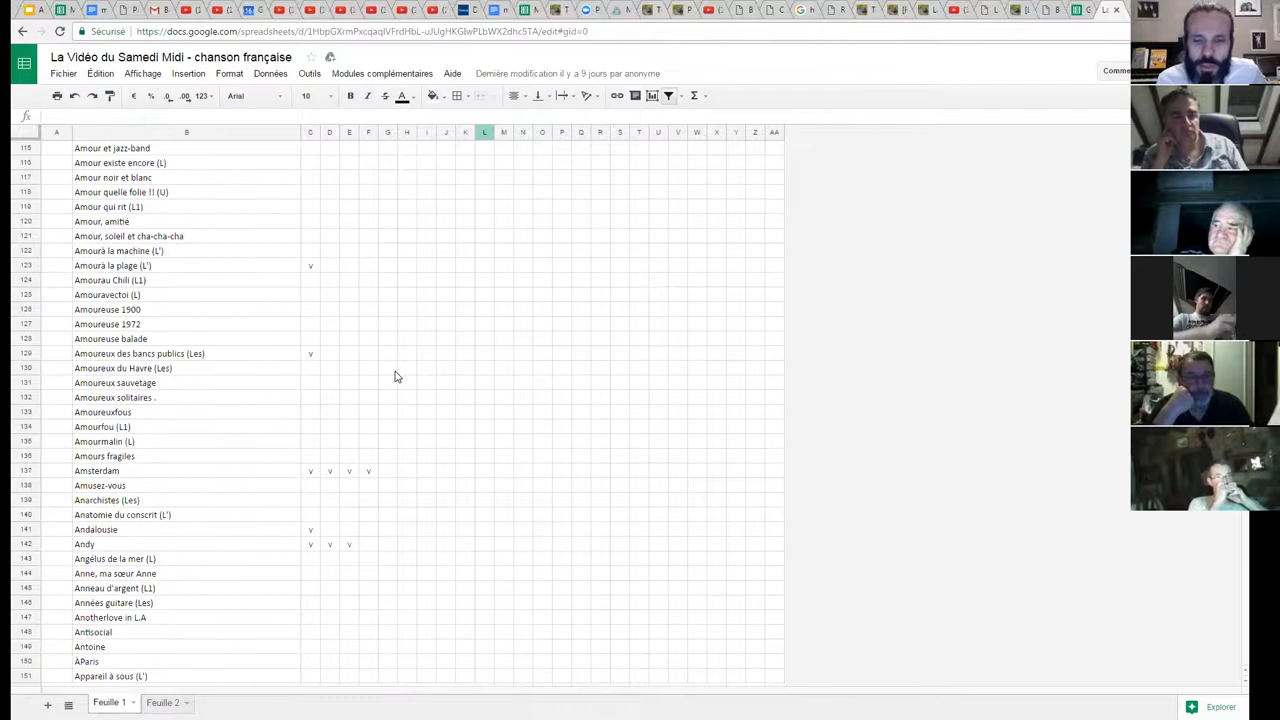 Sécurisé https://docs.google.com/spreadsheets/d/1HbpGXrmPxcqaqIVFrdHbL-uJUgHKGIwPLbWX2dhc5TA/edit#gid=0
La Vidéo du Samedi Midi - chanson française
Fichier Édition Affichage Insertion Format Données Outils Modules complémentaires Aide Dernière modification il y a 9 jours par anonyme
Comme
€ % .0 .00 123 Arial 10 B I S A Σ
fx
A B C D E F G H I J K L M N O P Q R S T U V W X Y Z AA
115 Amour et jazz-band
116 Amour existe encore (L)
117 Amour noir et blanc
118 Amour quelle folie !! (U)
119 Amour qui rit (L1)
120 Amour, amitié
121 Amour, soleil et cha-cha-cha
122 Amourà la machine (L')
123 Amourà la plage (L') v
124 Amourau Chili (L1)
125 Amouravectoi (L)
126 Amoureuse 1900
127 Amoureuse 1972
128 Amoureuse balade
129 Amoureux des bancs publics (Les) v
130 Amoureux du Havre (Les)
131 Amoureux sauvetage
132 Amoureux solitaires .
133 Amoureuxfous
134 Amourfou (L1)
135 Amourmalin (L)
136 Amours fragiles
137 Amsterdam v v v v
138 Amusez-vous
139 Anarchistes (Les)
140 Anatomie du conscrit (L')
141 Andalousie v
142 Andy v v v
143 Angélus de la mer (L)
144 Anne, ma sœur Anne
145 Anneau d'argent (L1)
146 Années guitare (Les)
147 Anotherlove in L.A
148 Antisocial
149 Antoine
150 ÀParis
151 Appareil à sous (L')
Feuille 1 Feuille 2 Explorer